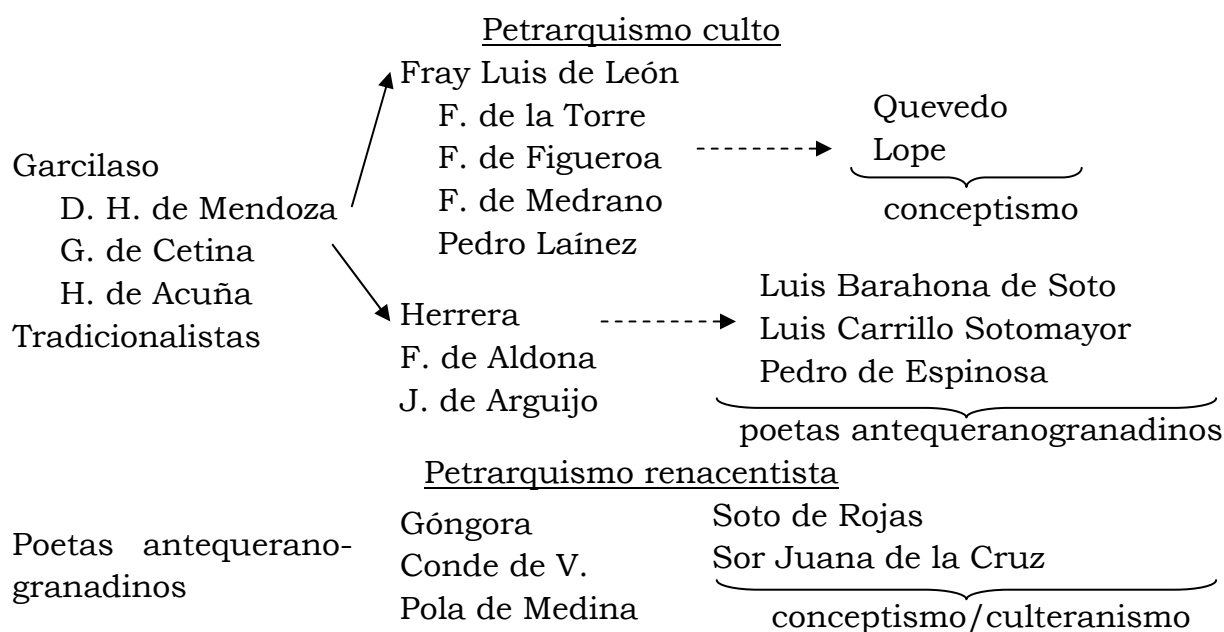 Petrarquismo culto
Garcilaso
D. H. de Mendoza
G. de Cetina
H. de Acuña
Tradicionalistas
Fray Luis de León
F. de la Torre
F. de Figueroa
F. de Medrano
Pedro Laínez
Quevedo
Lope
conceptismo
Herrera
F. de Aldona
J. de Arguijo
Luis Barahona de Soto
Luis Carrillo Sotomayor
Pedro de Espinosa
poetas antequeranogranadinos
Petrarquismo renacentista
Poetas antequerano-
granadinos
Góngora
Conde de V.
Pola de Medina
Soto de Rojas
Sor Juana de la Cruz
conceptismo/culteranismo